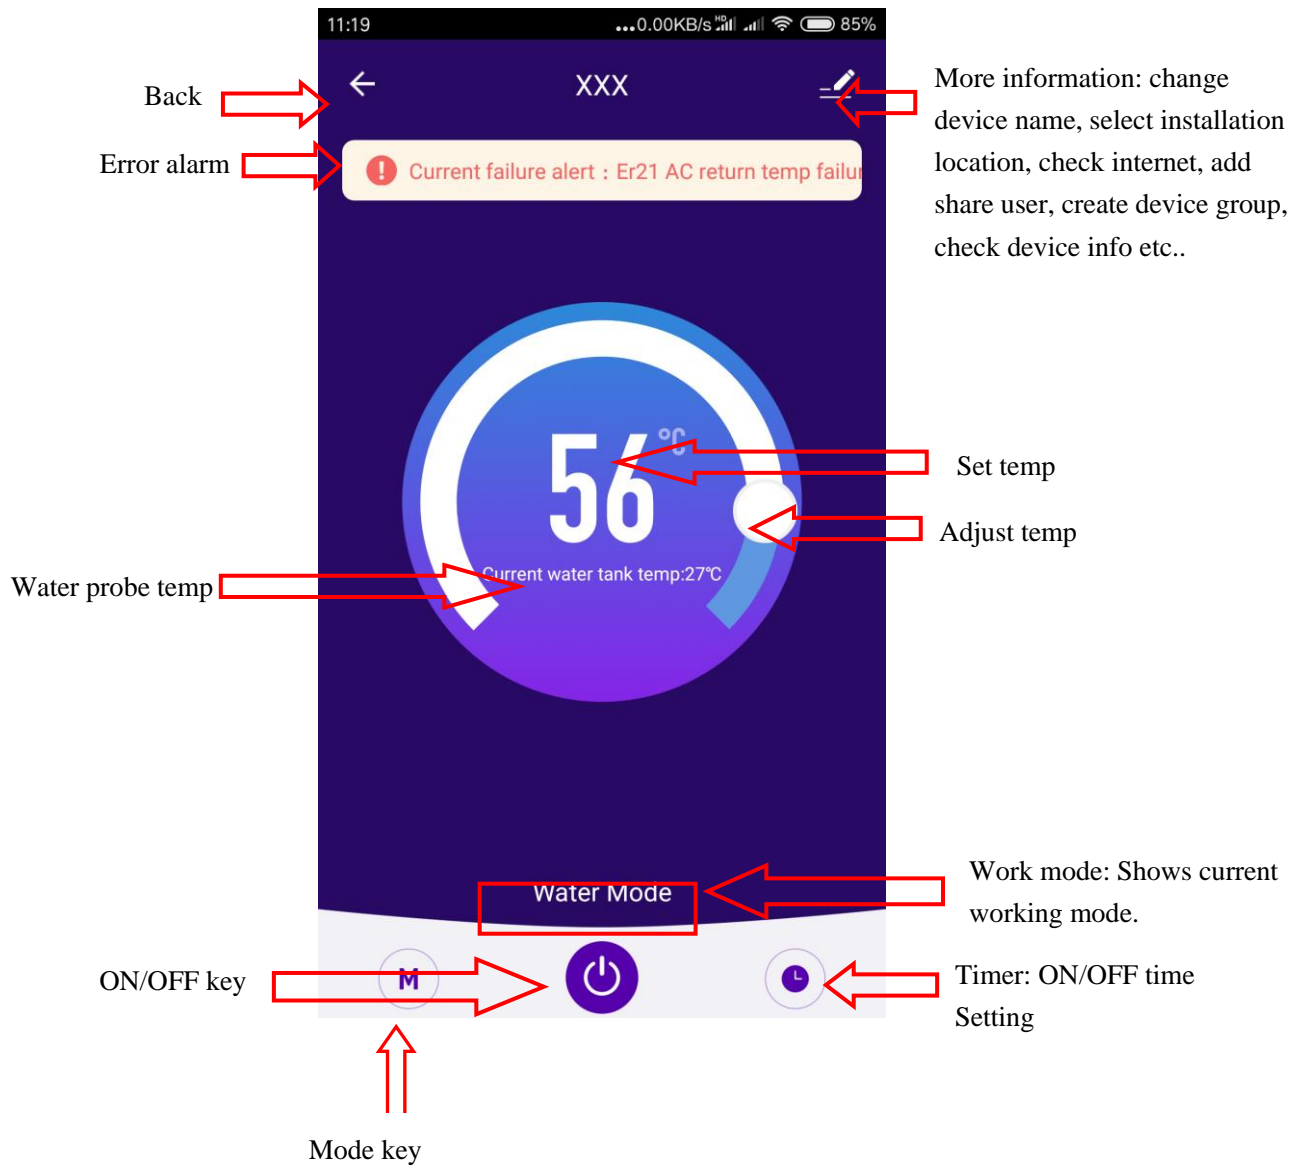 11:19
...0.00KB/s HD 85%
Back
XXX
More information: change
device name, select installation
location, check internet, add
share user, create device group,
check device info etc..
Error alarm
Current failure alert : Er21 AC return temp failur
56 °C
Set temp
Adjust temp
Water probe temp
Current water tank temp:27℃
Water Mode
Work mode: Shows current
working mode.
ON/OFF key
M
Timer: ON/OFF time
Setting
Mode key